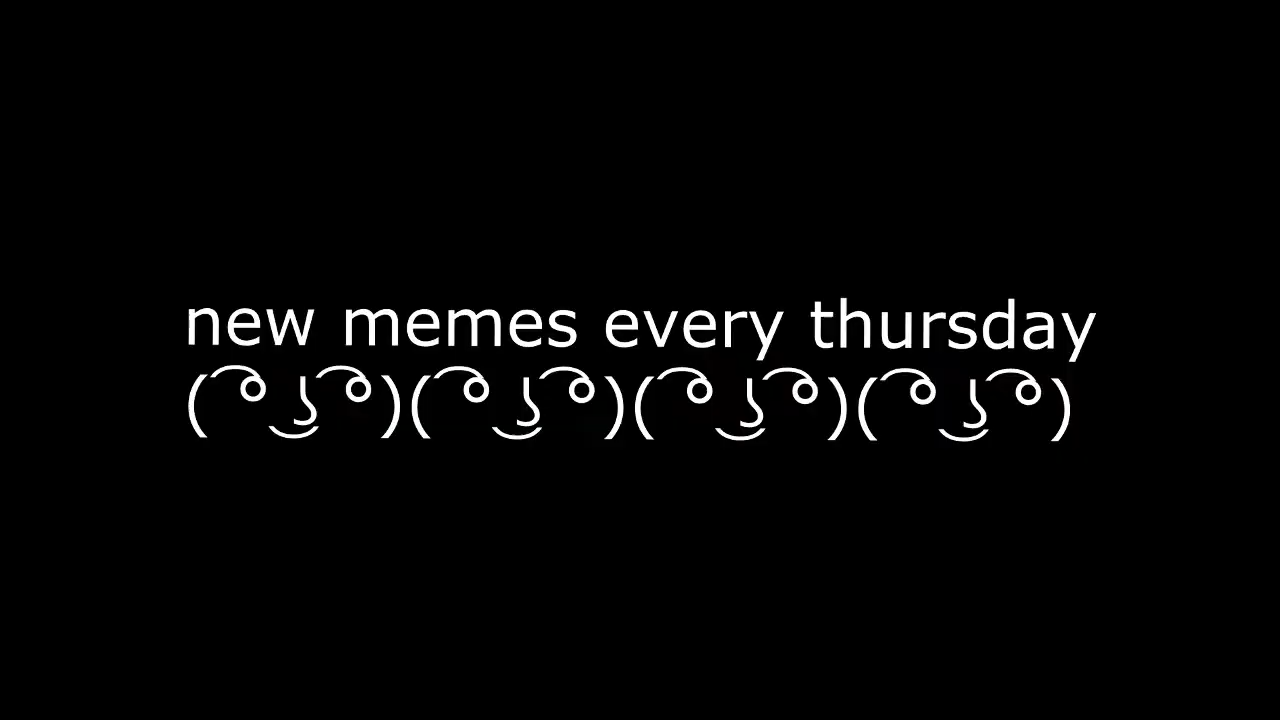 new memes every thursday
( ͡° ͜ʖ ͡°)( ͡° ͜ʖ ͡°)( ͡° ͜ʖ ͡°)( ͡° ͜ʖ ͡°)